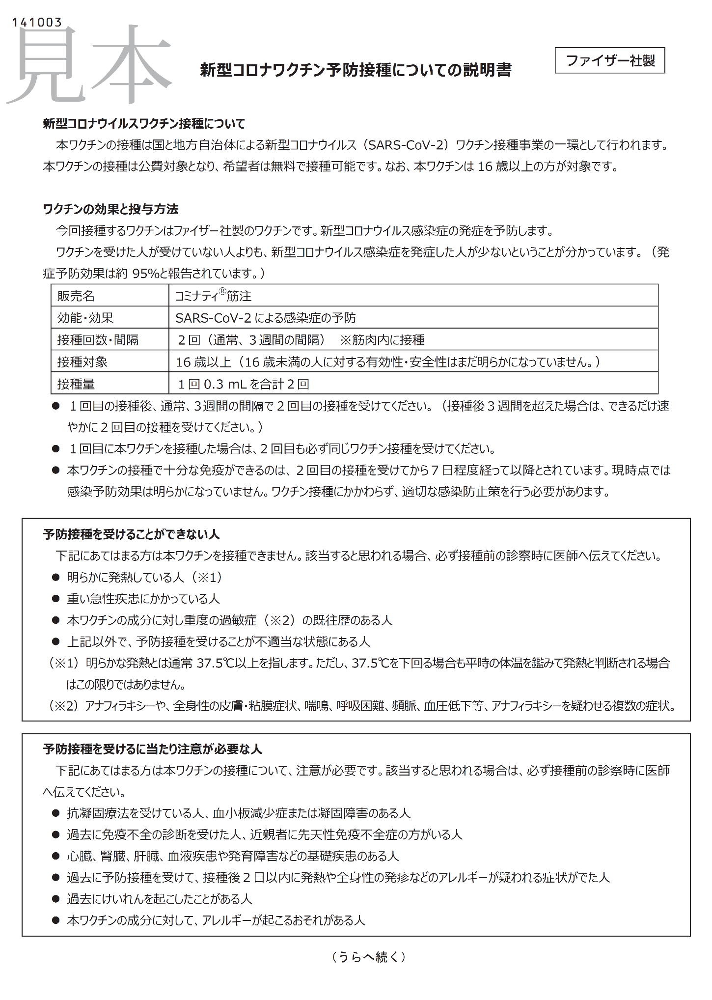 141003
見本
新型コロナワクチン予防接種についての説明書
ファイザー社製
新型コロナウイルスワクチン接種について
本ワクチンの接種は国と地方自治体による新型コロナウイルス（SARS-CoV-2）ワクチン接種事業の一環として行われます。
本ワクチンの接種は公費対象となり、希望者は無料で接種可能です。なお、本ワクチンは 16 歳以上の方が対象です。
ワクチンの効果と投与方法
今回接種するワクチンはファイザー社製のワクチンです。新型コロナウイルス感染症の発症を予防します。
ワクチンを受けた人が受けていない人よりも、新型コロナウイルス感染症を発症した人が少ないということが分かっています。（発
症予防効果は約 95%と報告されています。）
販売名 コミナティ®筋注
効能・効果 SARS-CoV-2 による感染症の予防
接種回数・間隔 2 回（通常、3 週間の間隔） ※筋肉内に接種
接種対象 16 歳以上（16 歳未満の人に対する有効性・安全性はまだ明らかになっていません。）
接種量 1 回 0.3 mL を合計 2 回
● 1 回目の接種後、通常、3 週間の間隔で 2 回目の接種を受けてください。（接種後 3 週間を超えた場合は、できるだけ速
やかに 2 回目の接種を受けてください。）
● 1 回目に本ワクチンを接種した場合は、2 回目も必ず同じワクチン接種を受けてください。
● 本ワクチンの接種で十分な免疫ができるのは、2 回目の接種を受けてから 7 日程度経って以降とされています。現時点では
感染予防効果は明らかになっていません。ワクチン接種にかかわらず、適切な感染防止策を行う必要があります。
予防接種を受けることができない人
下記にあてはまる方は本ワクチンを接種できません。該当すると思われる場合、必ず接種前の診察時に医師へ伝えてください。
● 明らかに発熱している人（※1）
● 重い急性疾患にかかっている人
● 本ワクチンの成分に対し重度の過敏症（※2）の既往歴のある人
● 上記以外で、予防接種を受けることが不適当な状態にある人
（※1）明らかな発熱とは通常 37.5℃以上を指します。ただし、37.5℃を下回る場合も平時の体温を鑑みて発熱と判断される場合
はこの限りではありません。
（※2）アナフィラキシーや、全身性の皮膚・粘膜症状、喘鳴、呼吸困難、頻脈、血圧低下等、アナフィラキシーを疑わせる複数の症状。
予防接種を受けるに当たり注意が必要な人
下記にあてはまる方は本ワクチンの接種について、注意が必要です。該当すると思われる場合は、必ず接種前の診察時に医師
へ伝えてください。
● 抗凝固療法を受けている人、血小板減少症または凝固障害のある人
● 過去に免疫不全の診断を受けた人、近親者に先天性免疫不全症の方がいる人
● 心臓、腎臓、肝臓、血液疾患や発育障害などの基礎疾患のある人
● 過去に予防接種を受けて、接種後 2 日以内に発熱や全身性の発疹などのアレルギーが疑われる症状がでた人
● 過去にけいれんを起こしたことがある人
● 本ワクチンの成分に対して、アレルギーが起こるおそれがある人
（うらへ続く）